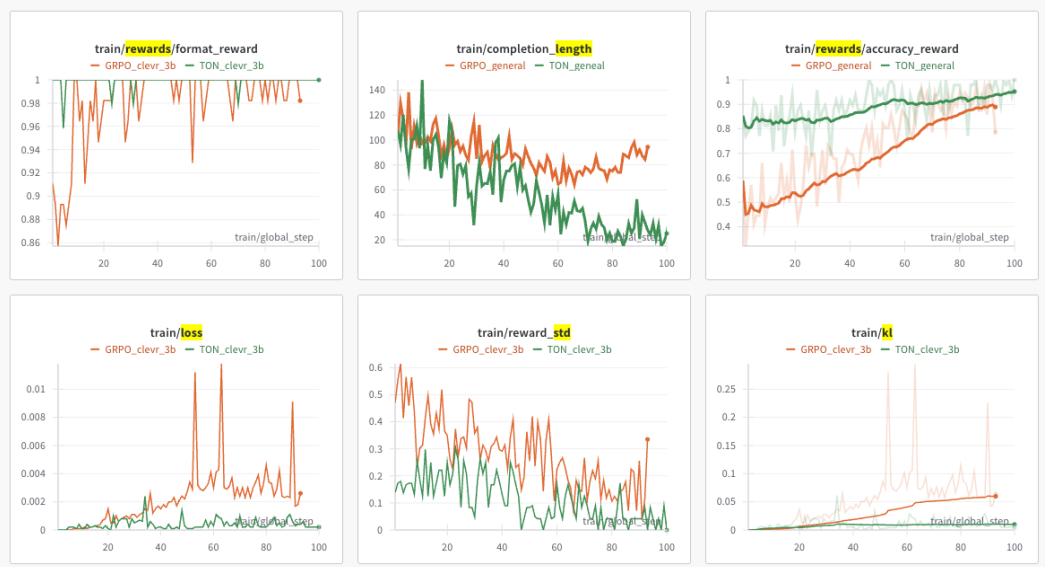 train/rewards/format_reward
GRPO_clevr_3b TON_clevr_3b
1
0.98
0.96
0.94
0.92
0.9
0.88
0.86
train/global_step
20 40 60 80 100
train/completion_length
GRPO_general TON_geneal
140
120
100
80
60
40
20
train/global_step
20 40 60 80 100
train/rewards/accuracy_reward
GRPO_general TON_general
1
0.9
0.8
0.7
0.6
0.5
0.4
train/global_step
20 40 60 80 100
train/loss
GRPO_clevr_3b TON_clevr_3b
0.01
0.008
0.006
0.004
0.002
0
train/global_step
20 40 60 80 100
train/reward_std
GRPO_clevr_3b TON_clevr_3b
0.6
0.5
0.4
0.3
0.2
0.1
0
train/global_step
20 40 60 80 100
train/kl
GRPO_clevr_3b TON_clevr_3b
0.25
0.2
0.15
0.1
0.05
0
train/global_step
20 40 60 80 100